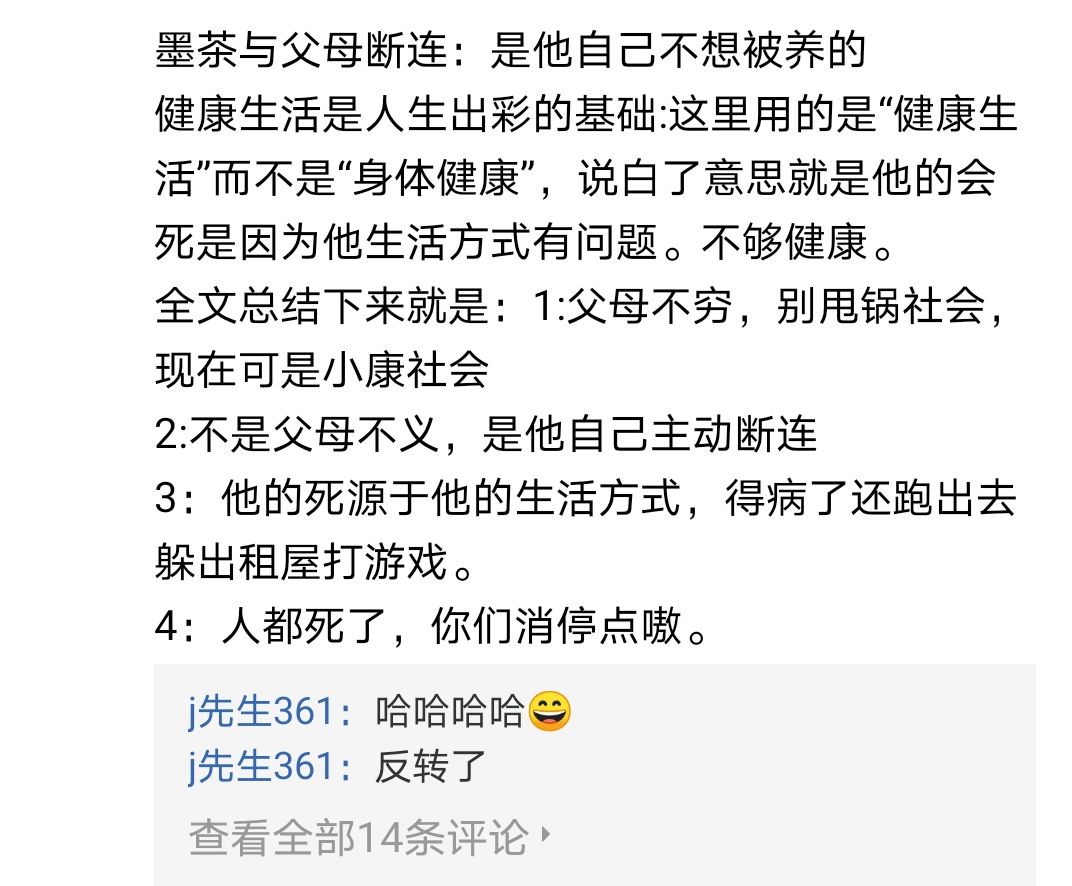 墨茶与父母断连：是他自己不想被养的
健康生活是人生出彩的基础:这里用的是“健康生
活”而不是“身体健康”，说白了意思就是他的会
死是因为他生活方式有问题。不够健康。
全文总结下来就是：1:父母不穷，别甩锅社会，
现在可是小康社会
2:不是父母不义，是他自己主动断连
3：他的死源于他的生活方式，得病了还跑出去
躲出租屋打游戏。
4：人都死了，你们消停点嗷。
j先生361：哈哈哈哈😄
j先生361：反转了
查看全部14条评论